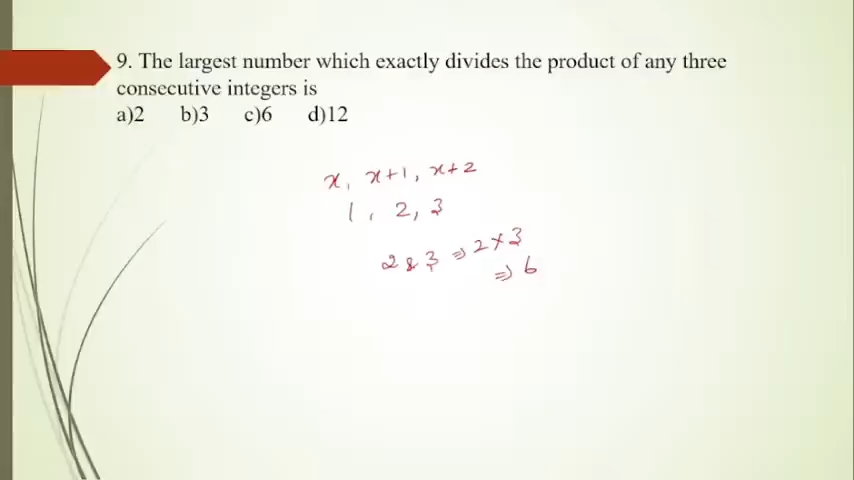 9. The largest number which exactly divides the product of any three
consecutive integers is
a)2 b)3 c)6 d)12
x, x+1, x+2
1, 2, 3
2 & 3 ⇒ 2 × 3
⇒ 6